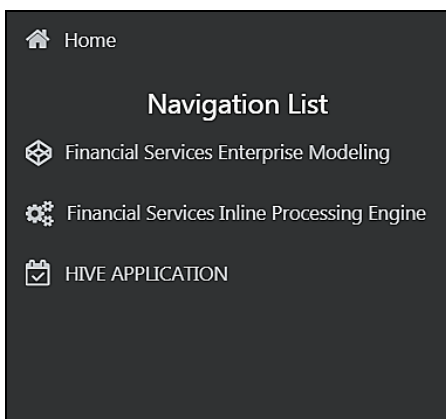 Home
Navigation List
Financial Services Enterprise Modeling
Financial Services Inline Processing Engine
HIVE APPLICATION